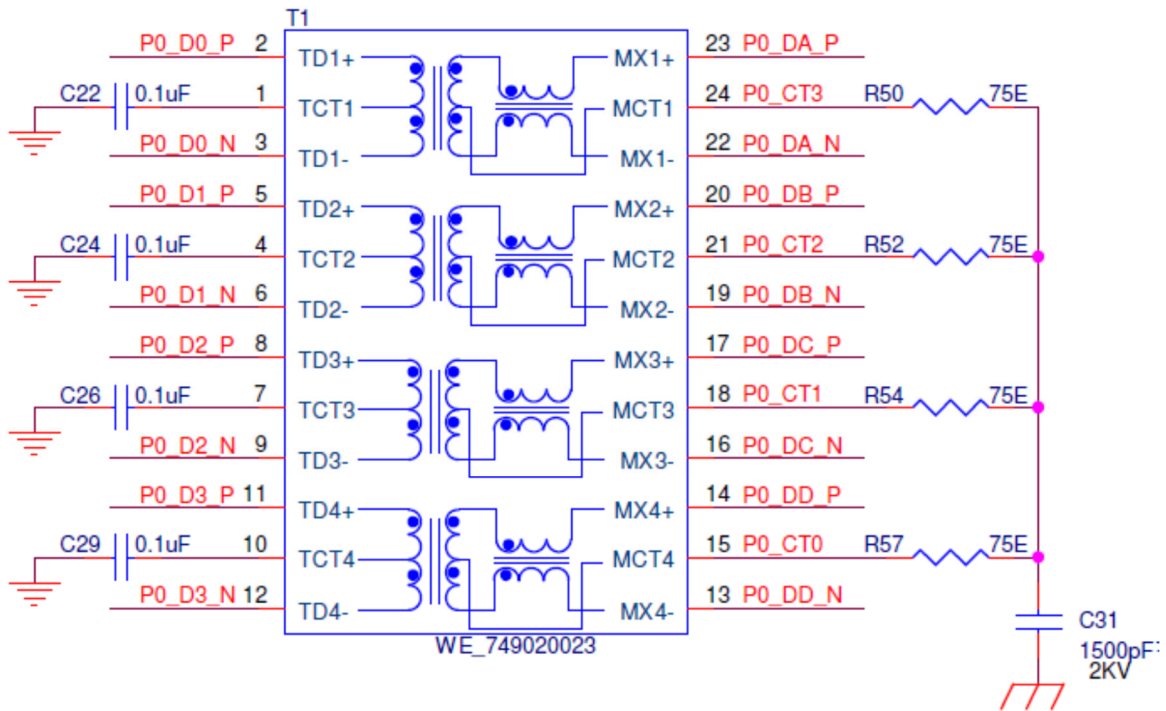 T1
P0_D0_P 2 TD1+ MX1+ 23 P0_DA_P
C22 0.1uF 1 TCT1 MCT1 24 P0_CT3 R50 75E
P0_D0_N 3 TD1- MX1- 22 P0_DA_N
P0_D1_P 5 TD2+ MX2+ 20 P0_DB_P
C24 0.1uF 4 TCT2 MCT2 21 P0_CT2 R52 75E
P0_D1_N 6 TD2- MX2- 19 P0_DB_N
P0_D2_P 8 TD3+ MX3+ 17 P0_DC_P
C26 0.1uF 7 TCT3 MCT3 18 P0_CT1 R54 75E
P0_D2_N 9 TD3- MX3- 16 P0_DC_N
P0_D3_P 11 TD4+ MX4+ 14 P0_DD_P
C29 0.1uF 10 TCT4 MCT4 15 P0_CT0 R57 75E
P0_D3_N 12 TD4- MX4- 13 P0_DD_N
WE_749020023
C31
1500pF
2KV